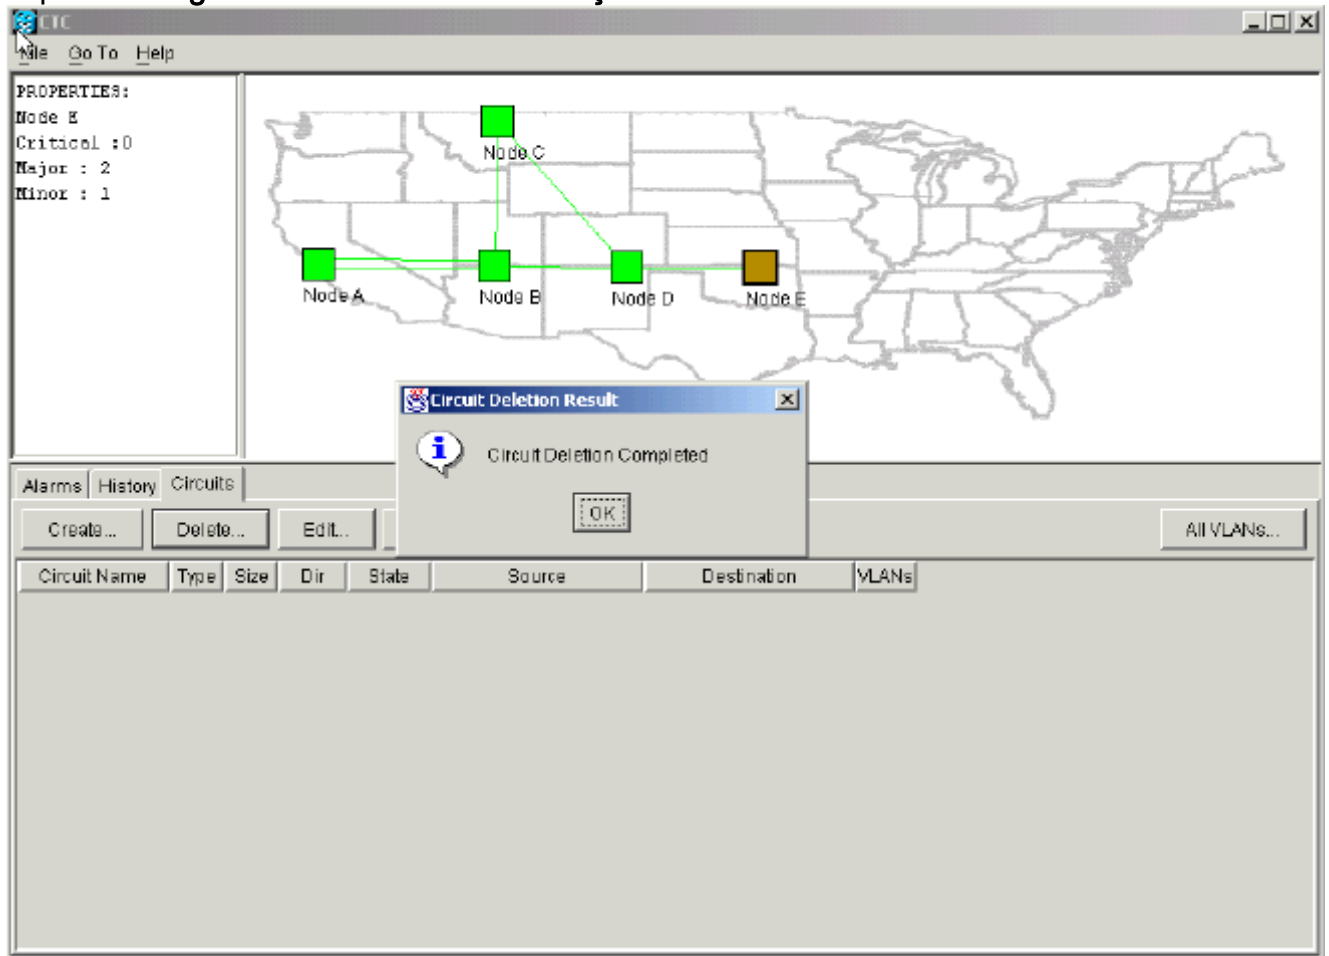 CTC
File Go To Help
PROPERTIES:
Node E
Critical :0
Major : 2
Minor : 1
Node C
Node A
Node B
Node D
Node E
Circuit Deletion Result
Circuit Deletion Completed
OK
Alarms History Circuits
Create... Delete... Edit.. All VLANs...
Circuit Name Type Size Dir State Source Destination VLANs